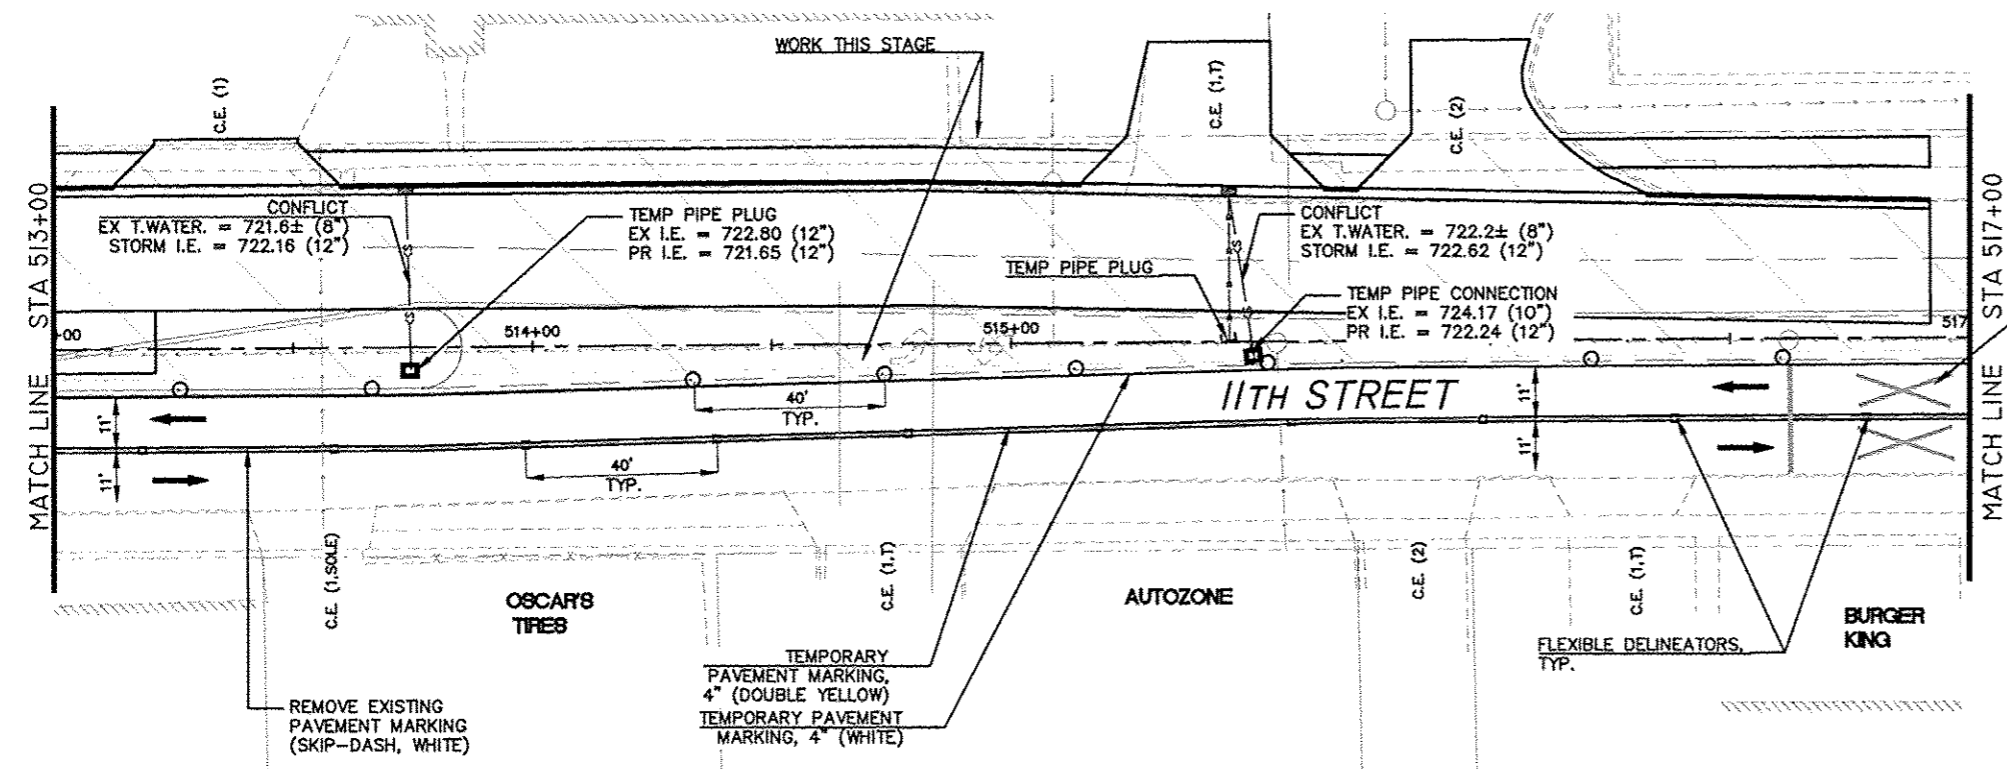 WORK THIS STAGE
C.E. (1)
C.E. (1,T)
C.E. (2)
MATCH LINE STA 513+00
CONFLICT
EX T.WATER. = 721.6± (8")
STORM I.E. = 722.16 (12")
TEMP PIPE PLUG
EX I.E. = 722.80 (12")
PR I.E. = 721.65 (12")
CONFLICT
EX T.WATER. = 722.2± (8")
STORM I.E. = 722.62 (12")
TEMP PIPE PLUG
TEMP PIPE CONNECTION
EX I.E. = 724.17 (10")
PR I.E. = 722.24 (12")
MATCH LINE STA 517+00
+00
514+00
515+00
517
11TH STREET
11'
11'
40'
TYP.
40'
TYP.
11'
11'
C.E. (1,SOLE)
OSCAR'S
TIRES
C.E. (1,T)
AUTOZONE
C.E. (2)
C.E. (1,T)
BURGER
KING
FLEXIBLE DELINEATORS,
TYP.
TEMPORARY
PAVEMENT MARKING,
4" (DOUBLE YELLOW)
TEMPORARY PAVEMENT
MARKING, 4" (WHITE)
REMOVE EXISTING
PAVEMENT MARKING
(SKIP-DASH, WHITE)